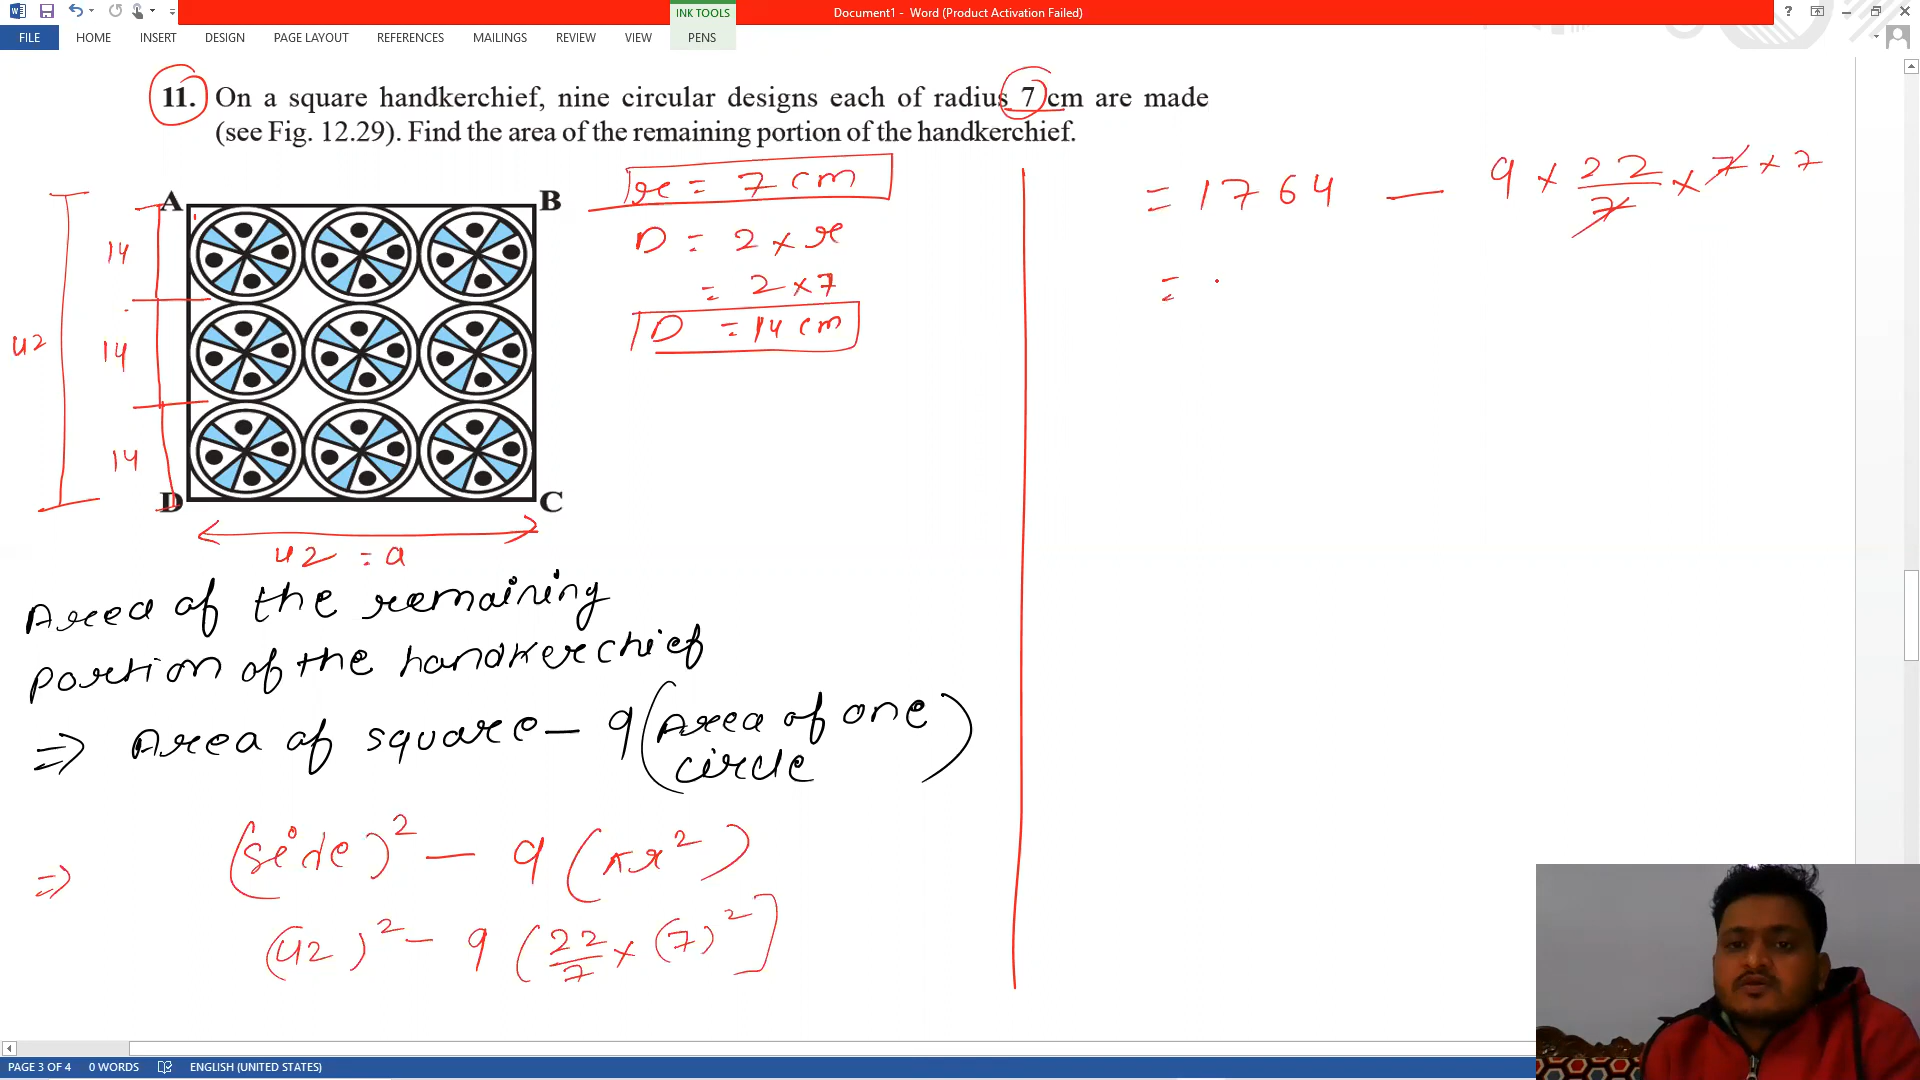 INK TOOLS
Document1 - Word (Product Activation Failed)
FILE HOME INSERT DESIGN PAGE LAYOUT REFERENCES MAILINGS REVIEW VIEW PENS
11. On a square handkerchief, nine circular designs each of radius 7 cm are made
(see Fig. 12.29). Find the area of the remaining portion of the handkerchief.
A B
D C
14
14
14
42
42 = a
r = 7 cm
D = 2 × r
= 2 × 7
D = 14 cm
Area of the remaining
portion of the handkerchief
⇒ Area of square - 9 (Area of one
circle)
⇒ (side)² - 9 (πr²)
(42)² - 9 ( 22/7 × (7)² ]
= 1764 - 9 × 22/7 × 7 × 7
=
PAGE 3 OF 4 0 WORDS ENGLISH (UNITED STATES)